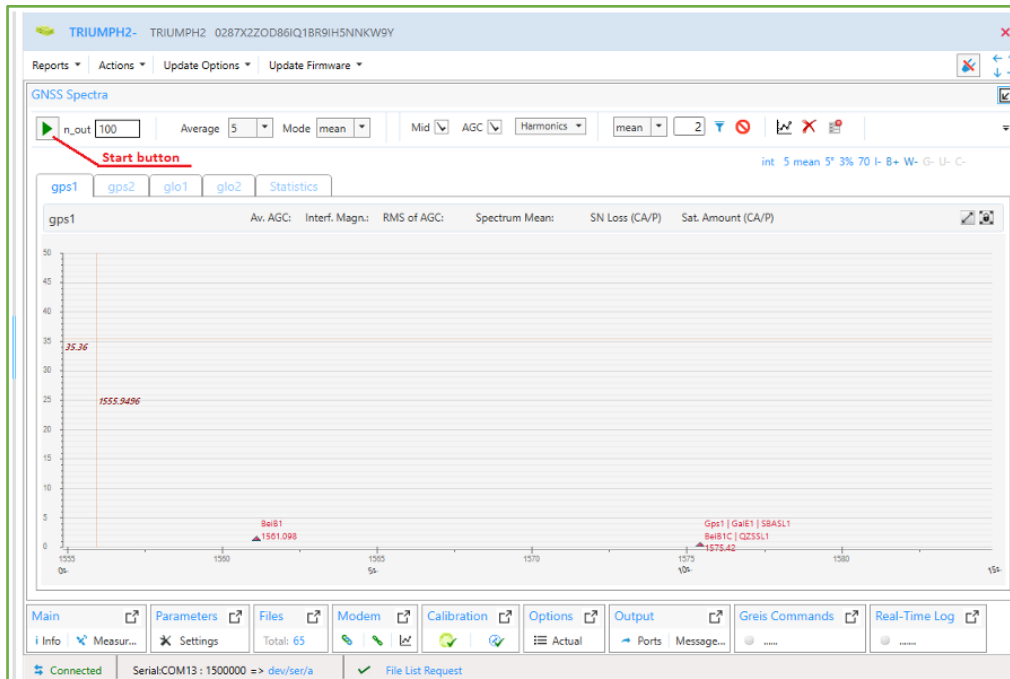 TRIUMPH2- TRIUMPH2 0287X2ZOD86IQ1BR9IH5NNKW9Y
Reports Actions Update Options Update Firmware
GNSS Spectra
n_out 100 Average 5 Mode mean Mid AGC Harmonics mean 2
Start button
int 5 mean 5° 3% 70 I- B+ W- G- U- C-
gps1 gps2 glo1 glo2 Statistics
gps1 Av. AGC: Interf. Magn.: RMS of AGC: Spectrum Mean: SN Loss (CA/P) Sat. Amount (CA/P)
50
45
40
35
35.36
30
25
1555.9496
20
15
10
5
BeiB1 Gps1 | GalE1 | SBASL1
1561.098 BeiB1C | QZSSL1
0 1575.42
1555 1560 1565 1570 1575 1580
0s 5s 10s 15s
Main Parameters Files Modem Calibration Options Output Greis Commands Real-Time Log
i Info Measur... Settings Total: 65 Actual Ports Message... ..... .......
Connected Serial:COM13 : 1500000 => dev/ser/a File List Request